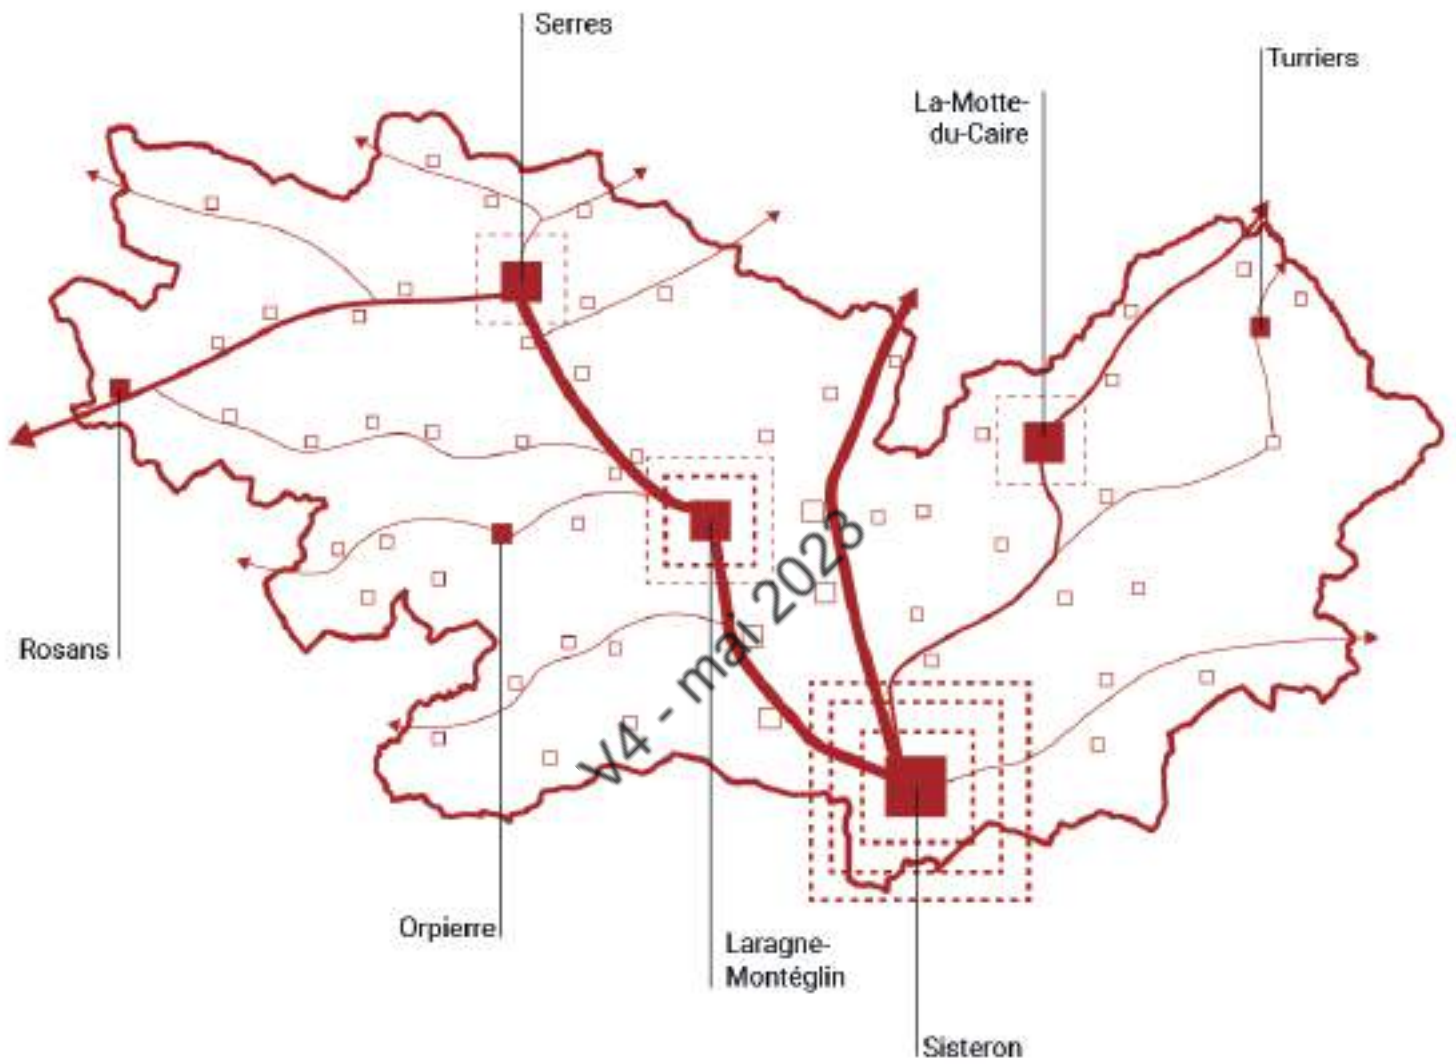 Serres
Turriers
La-Motte-
du-Caire
Rosans
V4 - mai 2023
Orpierre
Laragne-
Montéglin
Sisteron